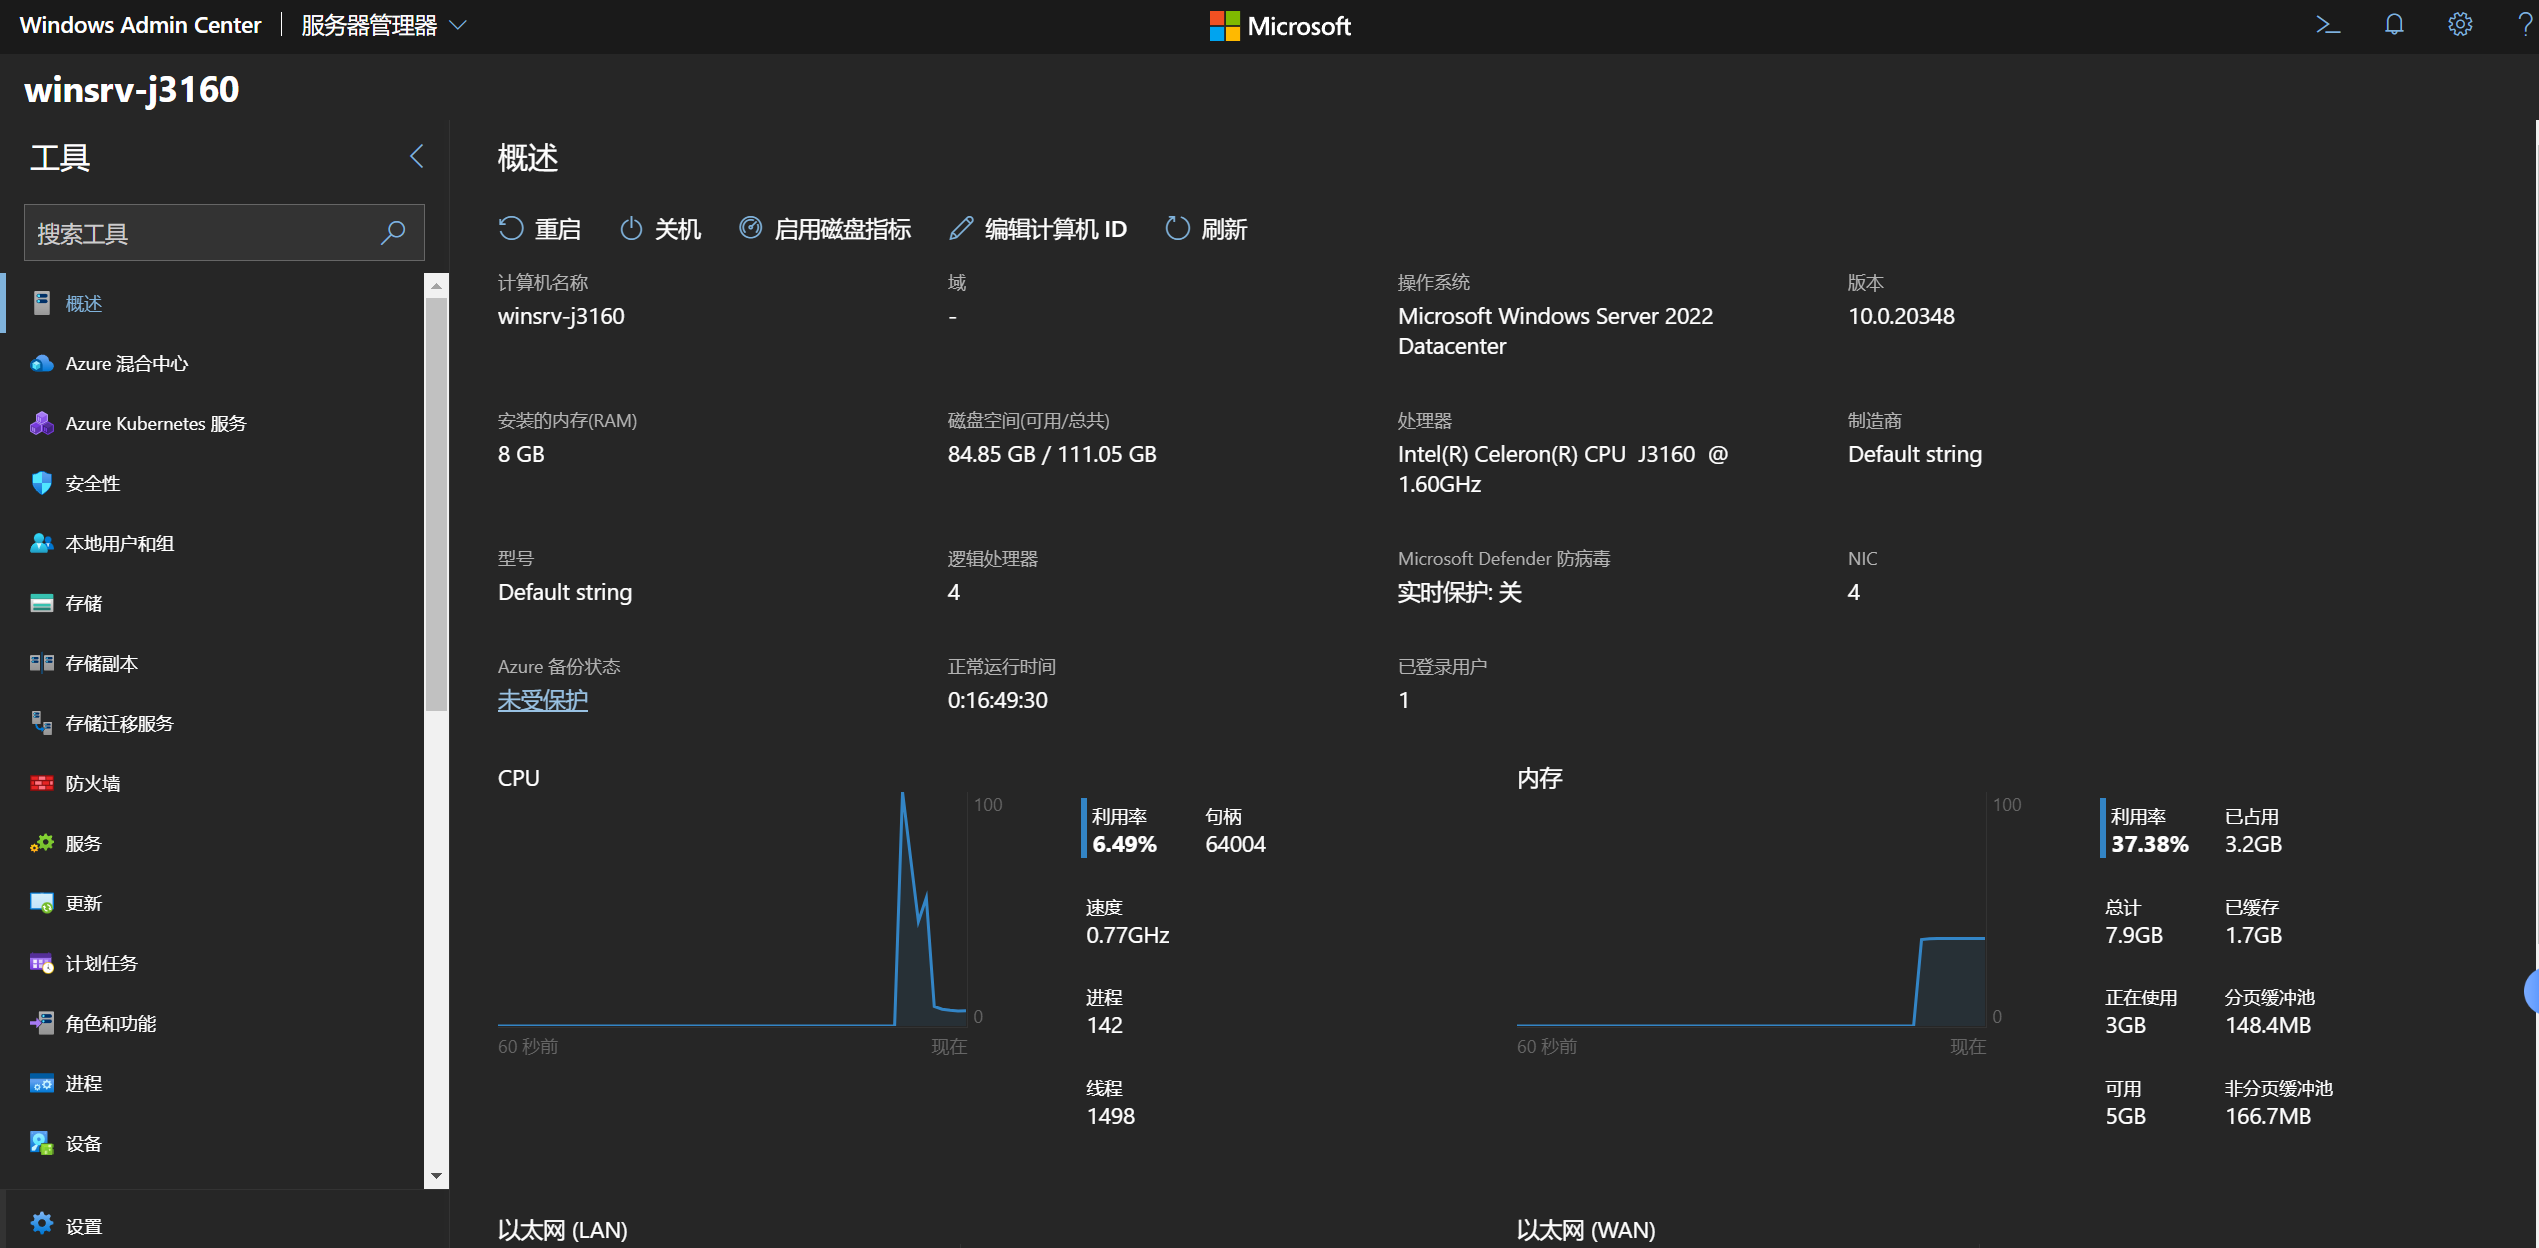 Windows Admin Center
服务器管理器
Microsoft
winsrv-j3160
工具
搜索工具
概述
Azure 混合中心
Azure Kubernetes 服务
安全性
本地用户和组
存储
存储副本
存储迁移服务
防火墙
服务
更新
计划任务
角色和功能
进程
设备
设置
概述
重启
关机
启用磁盘指标
编辑计算机 ID
刷新
计算机名称
winsrv-j3160
域
-
操作系统
Microsoft Windows Server 2022
Datacenter
版本
10.0.20348
安装的内存(RAM)
8 GB
磁盘空间(可用/总共)
84.85 GB / 111.05 GB
处理器
Intel(R) Celeron(R) CPU  J3160  @
1.60GHz
制造商
Default string
型号
Default string
逻辑处理器
4
Microsoft Defender 防病毒
实时保护: 关
NIC
4
Azure 备份状态
未受保护
正常运行时间
0:16:49:30
已登录用户
1
CPU
100
0
60 秒前
现在
利用率
6.49%
句柄
64004
速度
0.77GHz
进程
142
线程
1498
内存
100
0
60 秒前
现在
利用率
37.38%
已占用
3.2GB
总计
7.9GB
已缓存
1.7GB
正在使用
3GB
分页缓冲池
148.4MB
可用
5GB
非分页缓冲池
166.7MB
以太网 (LAN)
以太网 (WAN)